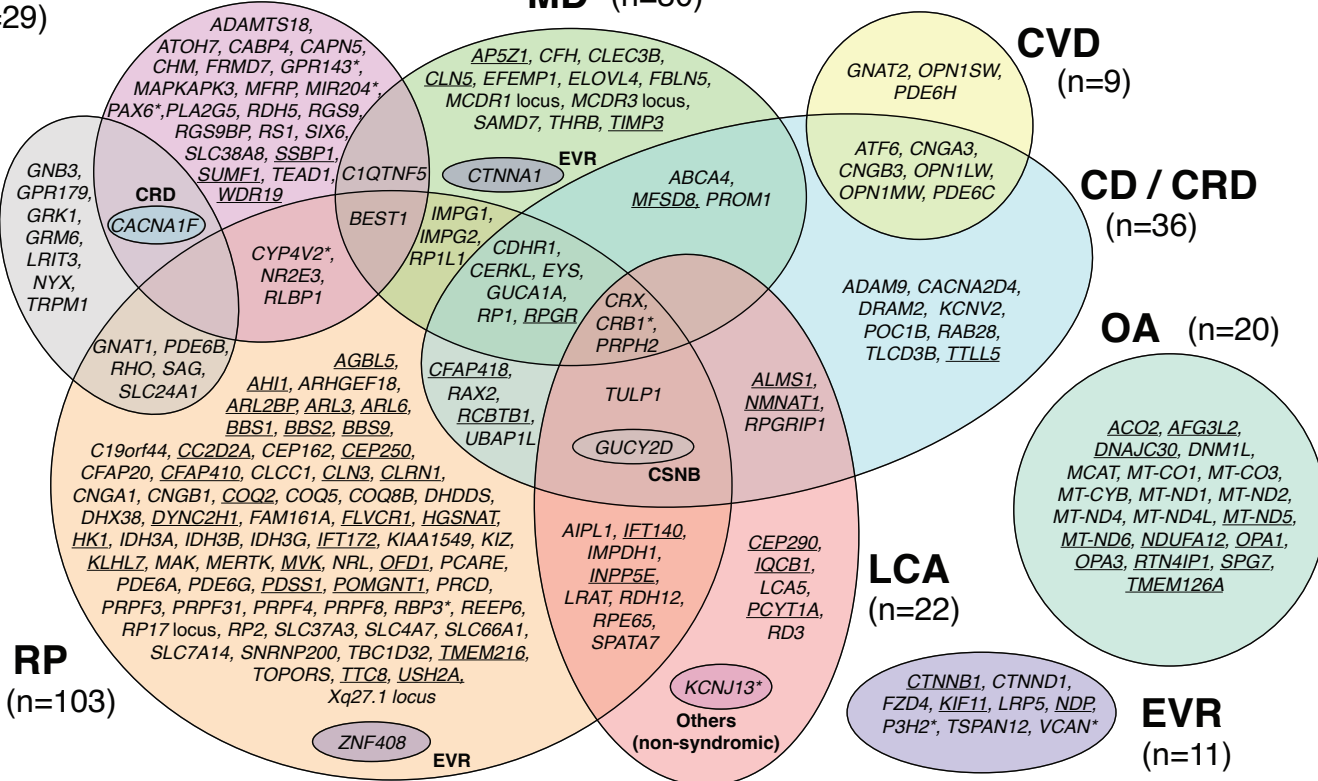 =29)
MD (n=30)
ADAMTS18,
ATOH7, CABP4, CAPN5,
CHM, FRMD7, GPR143*,
MAPKAPK3, MFRP, MIR204*,
PAX6*,PLA2G5, RDH5, RGS9,
RGS9BP, RS1, SIX6,
SLC38A8, SSBP1,
SUMF1, TEAD1,
WDR19
AP5Z1, CFH, CLEC3B,
CLN5, EFEMP1, ELOVL4, FBLN5,
MCDR1 locus, MCDR3 locus,
SAMD7, THRB, TIMP3
EVR
CTNNA1
CVD
(n=9)
GNAT2, OPN1SW,
PDE6H
ATF6, CNGA3,
CNGB3, OPN1LW,
OPN1MW, PDE6C
CD / CRD
(n=36)
GNB3,
GPR179,
GRK1,
GRM6,
LRIT3,
NYX,
TRPM1
CRD
CACNA1F
C1QTNF5
BEST1
IMPG1,
IMPG2,
RP1L1
ABCA4,
MFSD8, PROM1
CYP4V2*,
NR2E3,
RLBP1
CDHR1,
CERKL, EYS,
GUCA1A,
RP1, RPGR
CRX,
CRB1*,
PRPH2
ADAM9, CACNA2D4,
DRAM2, KCNV2,
POC1B, RAB28,
TLCD3B, TTLL5
GNAT1, PDE6B,
RHO, SAG,
SLC24A1
CFAP418,
RAX2,
RCBTB1,
UBAP1L
TULP1
GUCY2D
CSNB
ALMS1,
NMNAT1,
RPGRIP1
OA (n=20)
ACO2, AFG3L2,
DNAJC30, DNM1L,
MCAT, MT-CO1, MT-CO3,
MT-CYB, MT-ND1, MT-ND2,
MT-ND4, MT-ND4L, MT-ND5,
MT-ND6, NDUFA12, OPA1,
OPA3, RTN4IP1, SPG7,
TMEM126A
AGBL5,
AHI1, ARHGEF18,
ARL2BP, ARL3, ARL6,
BBS1, BBS2, BBS9,
C19orf44, CC2D2A, CEP162, CEP250,
CFAP20, CFAP410, CLCC1, CLN3, CLRN1,
CNGA1, CNGB1, COQ2, COQ5, COQ8B, DHDDS,
DHX38, DYNC2H1, FAM161A, FLVCR1, HGSNAT,
HK1, IDH3A, IDH3B, IDH3G, IFT172, KIAA1549, KIZ,
KLHL7, MAK, MERTK, MVK, NRL, OFD1, PCARE,
PDE6A, PDE6G, PDSS1, POMGNT1, PRCD,
PRPF3, PRPF31, PRPF4, PRPF8, RBP3*, REEP6,
RP17 locus, RP2, SLC37A3, SLC4A7, SLC66A1,
SLC7A14, SNRNP200, TBC1D32, TMEM216,
TOPORS, TTC8, USH2A,
Xq27.1 locus
ZNF408
EVR
RP
(n=103)
AIPL1, IFT140,
IMPDH1,
INPP5E,
LRAT, RDH12,
RPE65,
SPATA7
CEP290,
IQCB1,
LCA5,
PCYT1A,
RD3
LCA
(n=22)
KCNJ13*
Others
(non-syndromic)
CTNNB1, CTNND1,
FZD4, KIF11, LRP5, NDP,
P3H2*, TSPAN12, VCAN*
EVR
(n=11)